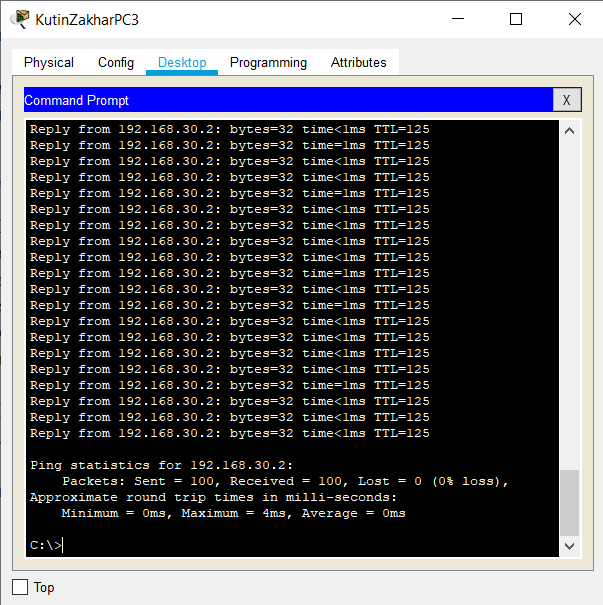 KutinZakharPC3
Physical Config Desktop Programming Attributes
Command Prompt X
Reply from 192.168.30.2: bytes=32 time<1ms TTL=125
Reply from 192.168.30.2: bytes=32 time=1ms TTL=125
Reply from 192.168.30.2: bytes=32 time<1ms TTL=125
Reply from 192.168.30.2: bytes=32 time<1ms TTL=125
Reply from 192.168.30.2: bytes=32 time=1ms TTL=125
Reply from 192.168.30.2: bytes=32 time<1ms TTL=125
Reply from 192.168.30.2: bytes=32 time<1ms TTL=125
Reply from 192.168.30.2: bytes=32 time<1ms TTL=125
Reply from 192.168.30.2: bytes=32 time<1ms TTL=125
Reply from 192.168.30.2: bytes=32 time<1ms TTL=125
Reply from 192.168.30.2: bytes=32 time<1ms TTL=125
Reply from 192.168.30.2: bytes=32 time=1ms TTL=125
Reply from 192.168.30.2: bytes=32 time<1ms TTL=125
Reply from 192.168.30.2: bytes=32 time<1ms TTL=125
Reply from 192.168.30.2: bytes=32 time<1ms TTL=125
Reply from 192.168.30.2: bytes=32 time=1ms TTL=125
Reply from 192.168.30.2: bytes=32 time<1ms TTL=125
Reply from 192.168.30.2: bytes=32 time<1ms TTL=125
Reply from 192.168.30.2: bytes=32 time<1ms TTL=125
Reply from 192.168.30.2: bytes=32 time<1ms TTL=125
Ping statistics for 192.168.30.2:
Packets: Sent = 100, Received = 100, Lost = 0 (0% loss),
Approximate round trip times in milli-seconds:
Minimum = 0ms, Maximum = 4ms, Average = 0ms
C:\>
Top